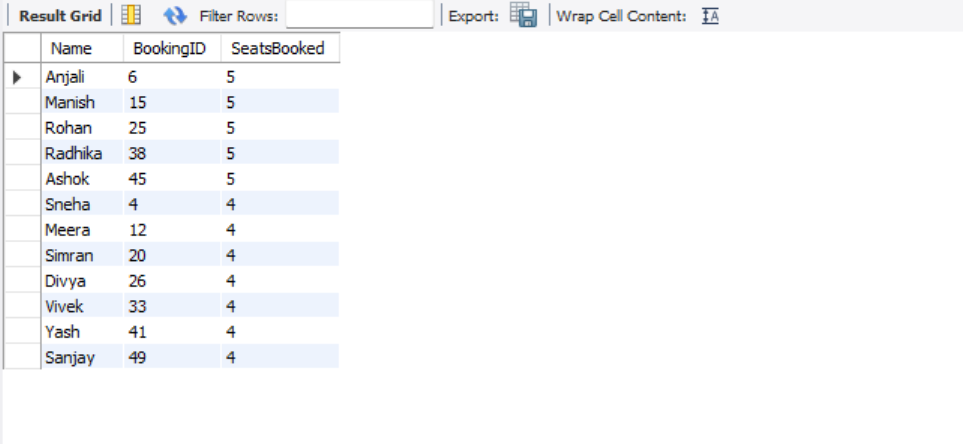 Result Grid Filter Rows: Export: Wrap Cell Content: IA
Name BookingID SeatsBooked
Anjali 6 5
Manish 15 5
Rohan 25 5
Radhika 38 5
Ashok 45 5
Sneha 4 4
Meera 12 4
Simran 20 4
Divya 26 4
Vivek 33 4
Yash 41 4
Sanjay 49 4